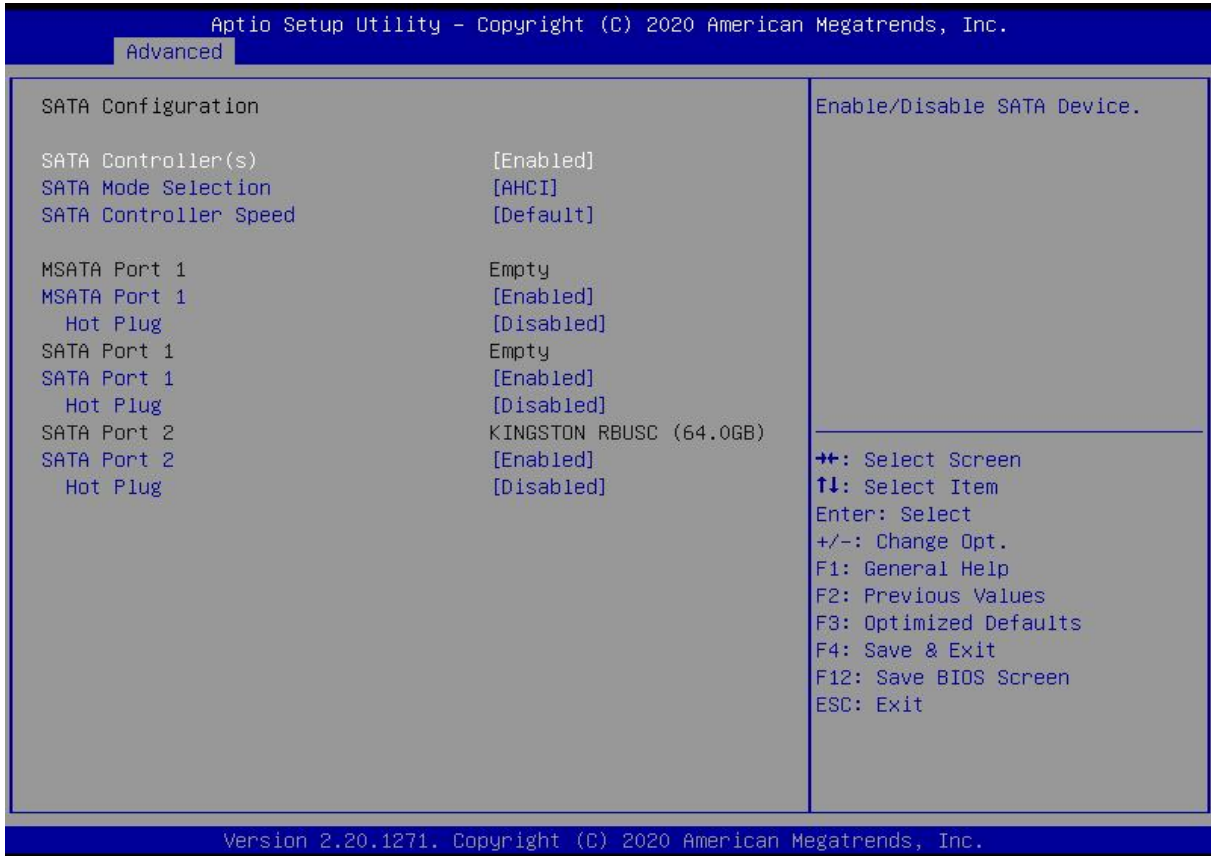 Aptio Setup Utility – Copyright (C) 2020 American Megatrends, Inc.
Advanced
SATA Configuration
SATA Controller(s) [Enabled]
SATA Mode Selection [AHCI]
SATA Controller Speed [Default]
MSATA Port 1 Empty
MSATA Port 1 [Enabled]
Hot Plug [Disabled]
SATA Port 1 Empty
SATA Port 1 [Enabled]
Hot Plug [Disabled]
SATA Port 2 KINGSTON RBUSC (64.0GB)
SATA Port 2 [Enabled]
Hot Plug [Disabled]
Enable/Disable SATA Device.
→←: Select Screen
↑↓: Select Item
Enter: Select
+/-: Change Opt.
F1: General Help
F2: Previous Values
F3: Optimized Defaults
F4: Save & Exit
F12: Save BIOS Screen
ESC: Exit
Version 2.20.1271. Copyright (C) 2020 American Megatrends, Inc.